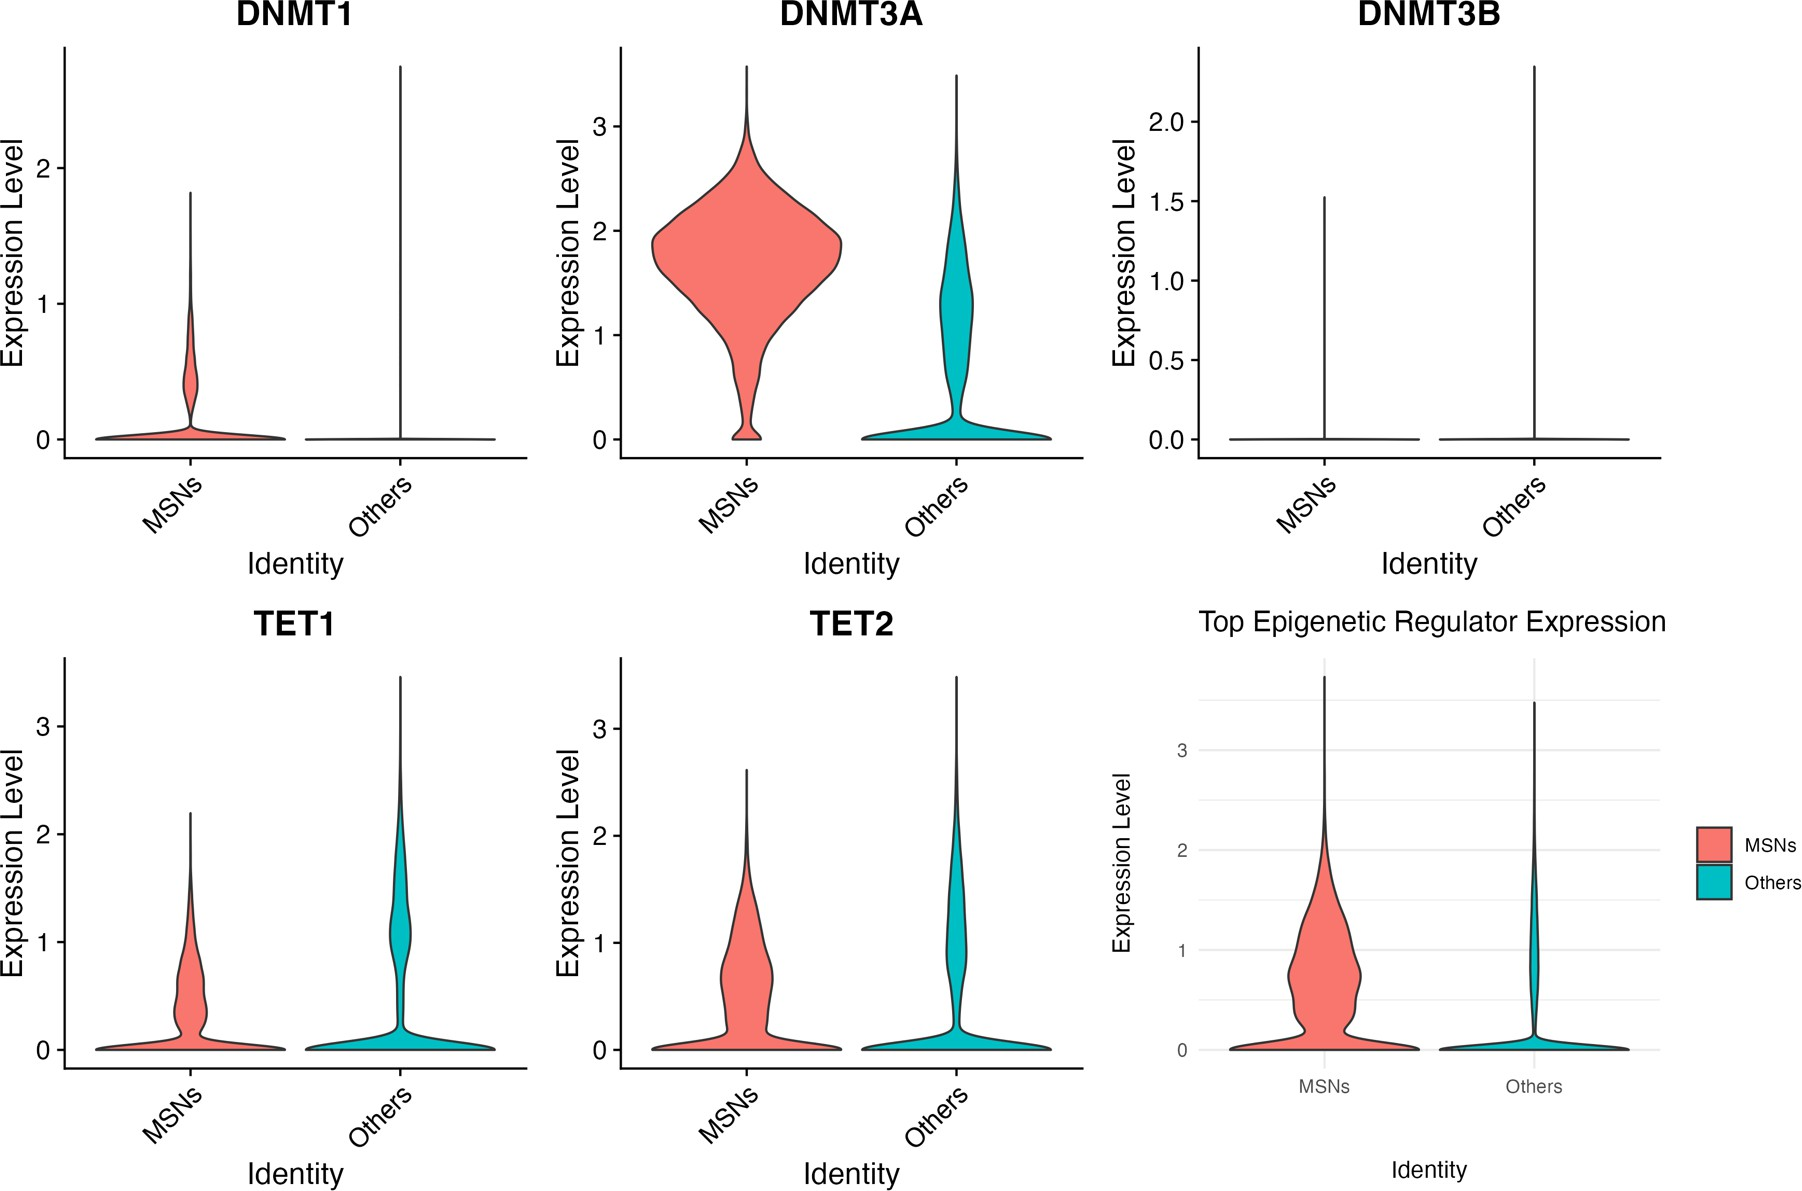 DNMT1
Expression Level
2
1
0
MSNs
Others
Identity
DNMT3A
Expression Level
3
2
1
0
MSNs
Others
Identity
DNMT3B
Expression Level
2.0
1.5
1.0
0.5
0.0
MSNs
Others
Identity
TET1
Expression Level
3
2
1
0
MSNs
Others
Identity
TET2
Expression Level
3
2
1
0
MSNs
Others
Identity
Top Epigenetic Regulator Expression
Expression Level
3
2
1
0
MSNs
Others
Identity
MSNs
Others